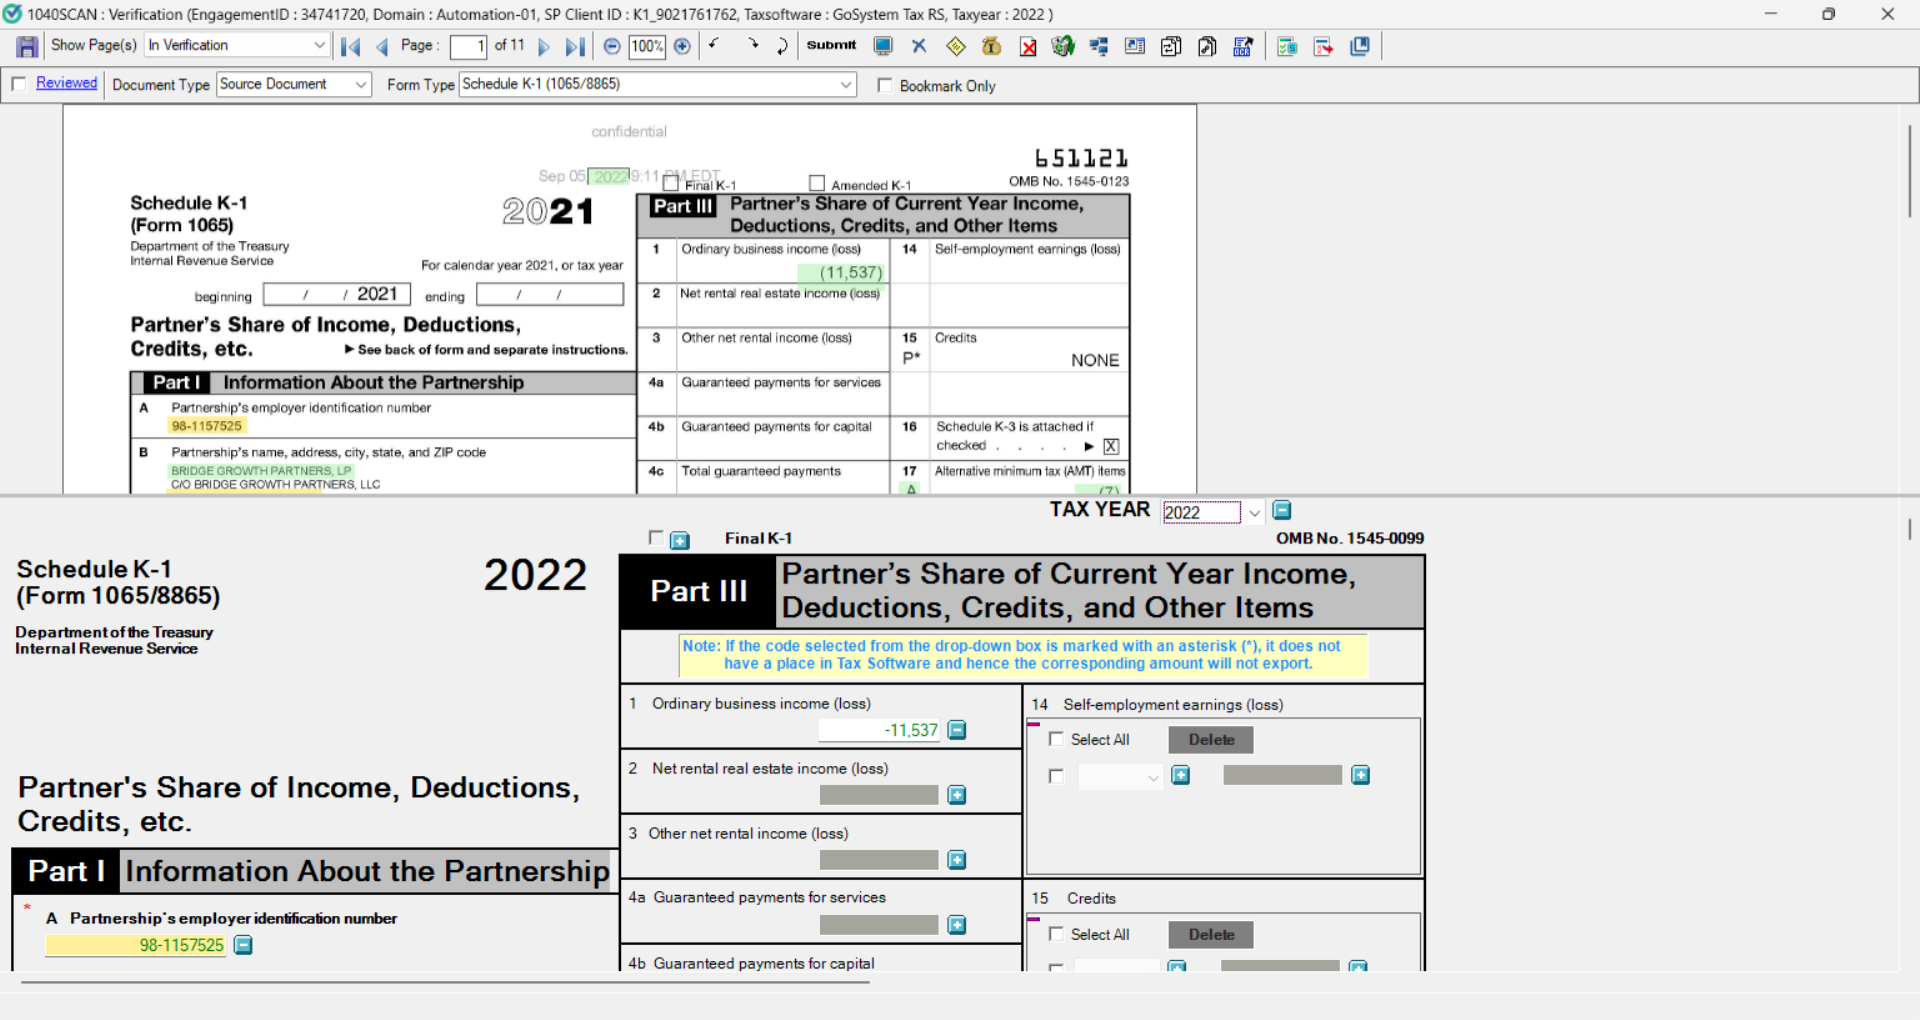 1040SCAN : Verification (EngagementID : 34741720, Domain : Automation-01, SP Client ID : K1_9021761762, Taxsoftware : GoSystem Tax RS, Taxyear : 2022 )
Show Page(s) In Verification Page : 1 of 11 100% Submit
Reviewed Document Type Source Document Form Type Schedule K-1 (1065/8865) Bookmark Only
confidential
651121
Sep 05, 2022 9:11 PM EDT
Final K-1 Amended K-1 OMB No. 1545-0123
Schedule K-1
(Form 1065)
2021
Department of the Treasury
Internal Revenue Service
For calendar year 2021, or tax year
beginning / / 2021 ending / /
Partner's Share of Income, Deductions,
Credits, etc. ▶ See back of form and separate instructions.
Part I Information About the Partnership
A Partnership's employer identification number
98-1157525
B Partnership's name, address, city, state, and ZIP code
BRIDGE GROWTH PARTNERS, LP
C/O BRIDGE GROWTH PARTNERS, LLC
Part III Partner's Share of Current Year Income,
Deductions, Credits, and Other Items
1 Ordinary business income (loss)
(11,537)
2 Net rental real estate income (loss)
3 Other net rental income (loss)
4a Guaranteed payments for services
4b Guaranteed payments for capital
4c Total guaranteed payments
14 Self-employment earnings (loss)
15 Credits
P* NONE
16 Schedule K-3 is attached if
checked . . . . ▶ X
17 Alternative minimum tax (AMT) items
A (7)
TAX YEAR 2022
Final K-1 OMB No. 1545-0099
Schedule K-1
(Form 1065/8865)
2022
Department of the Treasury
Internal Revenue Service
Partner's Share of Income, Deductions,
Credits, etc.
Part I Information About the Partnership
* A Partnership's employer identification number
98-1157525
Part III Partner's Share of Current Year Income,
Deductions, Credits, and Other Items
Note: If the code selected from the drop-down box is marked with an asterisk (*), it does not
have a place in Tax Software and hence the corresponding amount will not export.
1 Ordinary business income (loss)
-11,537
2 Net rental real estate income (loss)
3 Other net rental income (loss)
4a Guaranteed payments for services
4b Guaranteed payments for capital
14 Self-employment earnings (loss)
Select All Delete
15 Credits
Select All Delete